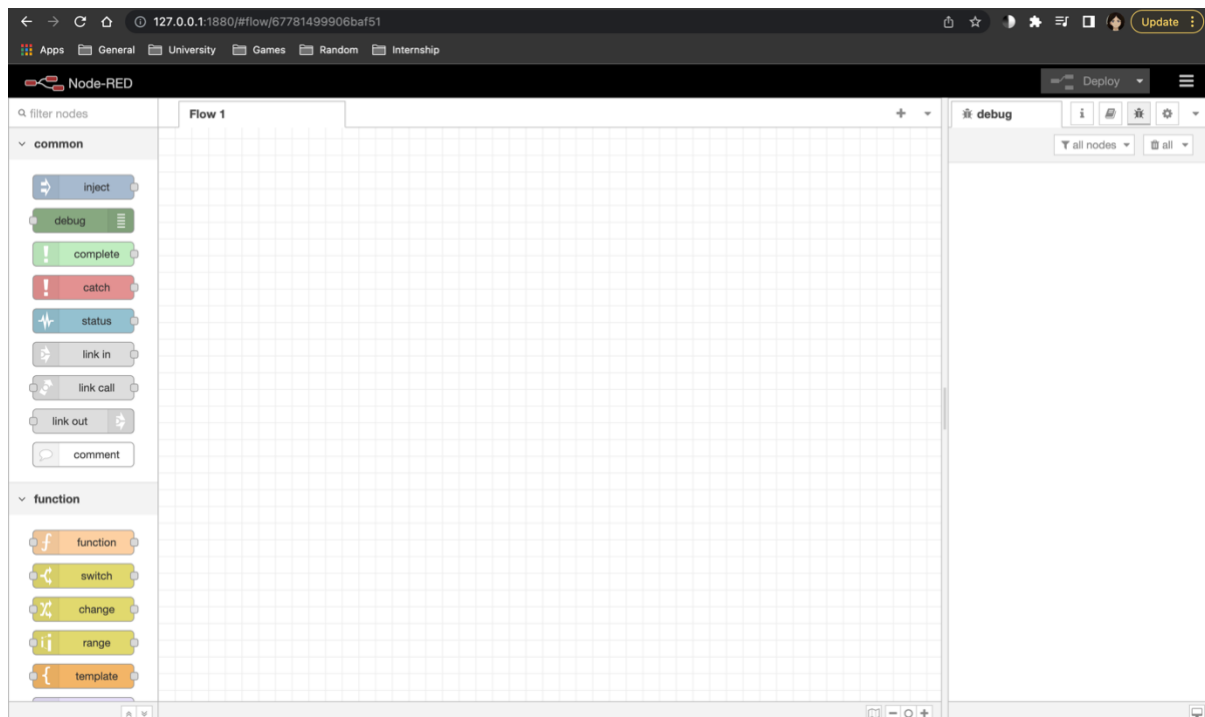 127.0.0.1:1880/#flow/67781499906baf51
Update
Apps General University Games Random Internship
Node-RED
Deploy
filter nodes
Flow 1
debug
i
all nodes
all
common
inject
debug
complete
catch
status
link in
link call
link out
comment
function
function
switch
change
range
template